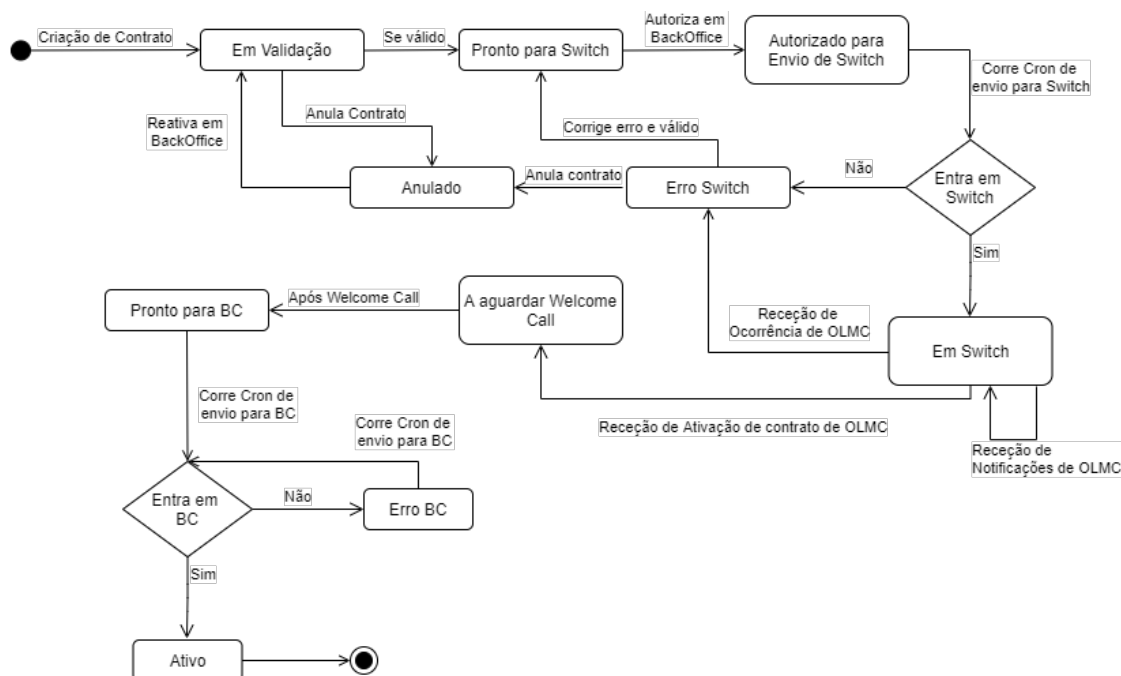 Criação de Contrato
Em Validação
Se válido
Pronto para Switch
Autoriza em
BackOffice
Autorizado para
Envio de Switch
Corre Cron de
envio para Switch
Reativa em
BackOffice
Anula Contrato
Corrige erro e válido
Anulado
Anula contrato
Erro Switch
Não
Entra em
Switch
Sim
Pronto para BC
Após Welcome Call
A aguardar Welcome
Call
Receção de
Ocorrência de OLMC
Em Switch
Corre Cron de
envio para BC
Corre Cron de
envio para BC
Receção de Ativação de contrato de OLMC
Receção de
Notificações de OLMC
Entra em
BC
Não
Erro BC
Sim
Ativo